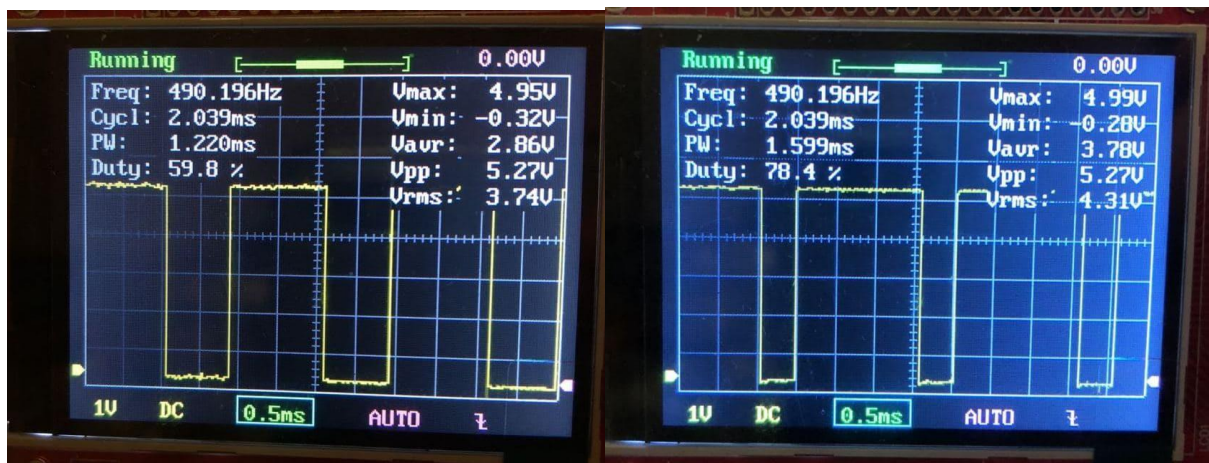 Running 0.00V
Freq: 490.196Hz Vmax: 4.95V
Cycl: 2.039ms Vmin: -0.32V
PW: 1.220ms Vavr: 2.86V
Duty: 59.8 % Vpp: 5.27V
Vrms: 3.74V
1V DC 0.5ms AUTO
Running 0.00V
Freq: 490.196Hz Vmax: 4.99V
Cycl: 2.039ms Vmin: -0.28V
PW: 1.599ms Vavr: 3.78V
Duty: 78.4 % Vpp: 5.27V
Vrms: 4.31V
1V DC 0.5ms AUTO